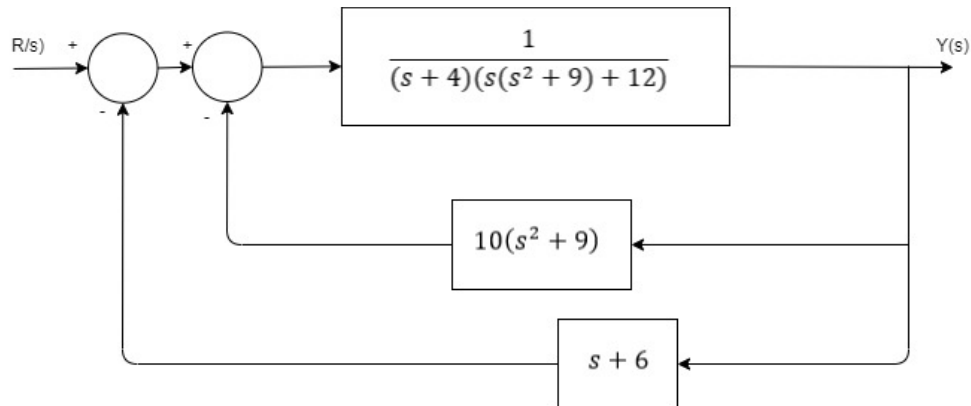 R/s) + + 1 Y(s)
(s + 4)(s(s² + 9) + 12)
- -
10(s² + 9)
s + 6